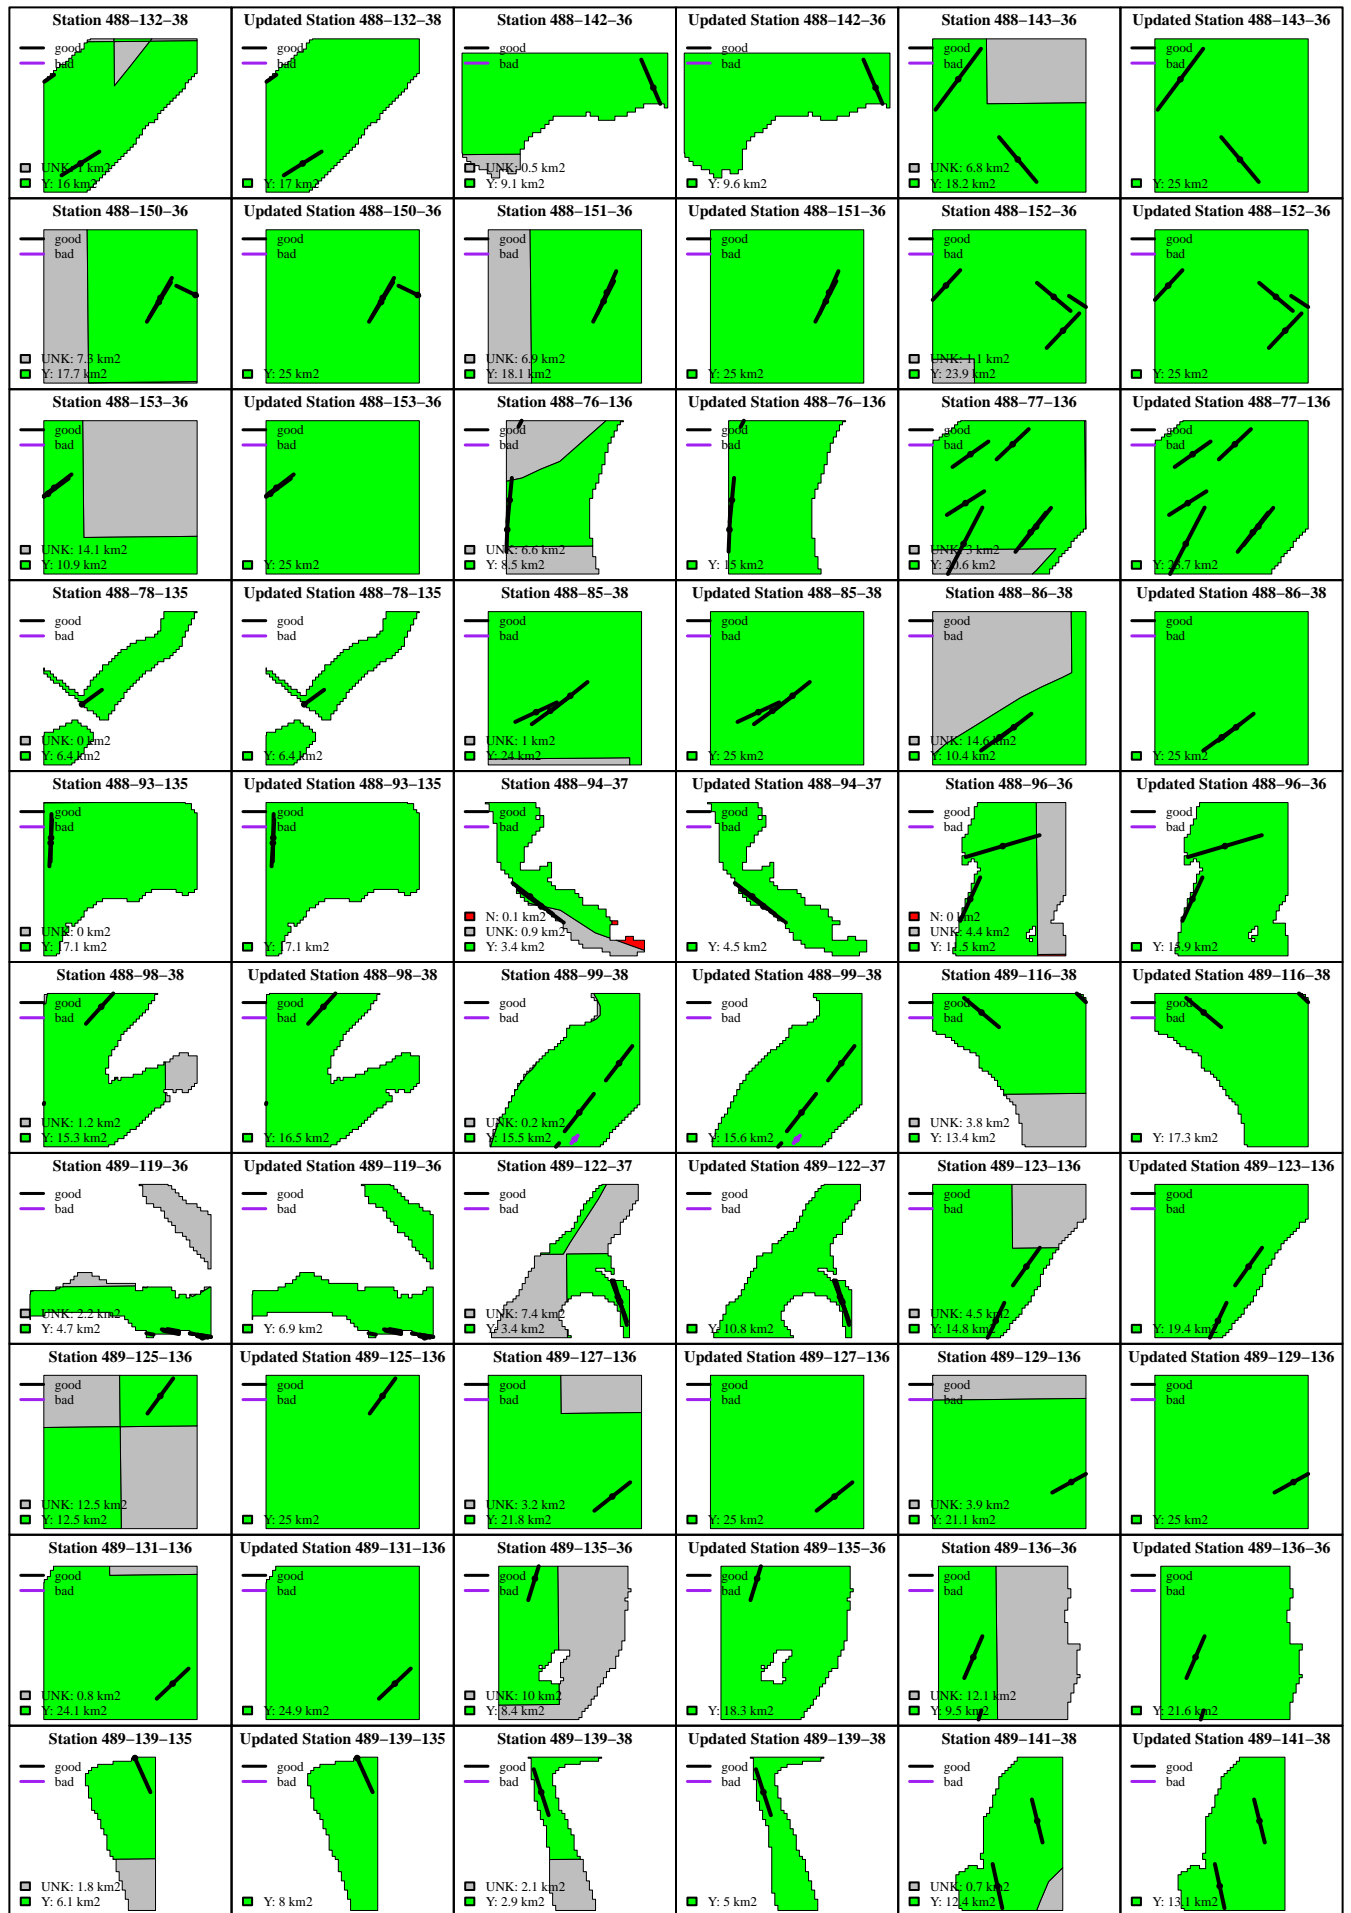 Station 488−132−38
good
bad
UNK: 1 km2
Y: 16 km2
Updated Station 488−132−38
good
bad
Y: 17 km2
Station 488−142−36
good
bad
UNK: 0.5 km2
Y: 9.1 km2
Updated Station 488−142−36
good
bad
Y: 9.6 km2
Station 488−143−36
good
bad
UNK: 6.8 km2
Y: 18.2 km2
Updated Station 488−143−36
good
bad
Y: 25 km2
Station 488−150−36
good
bad
UNK: 7.3 km2
Y: 17.7 km2
Updated Station 488−150−36
good
bad
Y: 25 km2
Station 488−151−36
good
bad
UNK: 6.9 km2
Y: 18.1 km2
Updated Station 488−151−36
good
bad
Y: 25 km2
Station 488−152−36
good
bad
UNK: 1.1 km2
Y: 23.9 km2
Updated Station 488−152−36
good
bad
Y: 25 km2
Station 488−153−36
good
bad
UNK: 14.1 km2
Y: 10.9 km2
Updated Station 488−153−36
good
bad
Y: 25 km2
Station 488−76−136
good
bad
UNK: 6.6 km2
Y: 8.5 km2
Updated Station 488−76−136
good
bad
Y: 15 km2
Station 488−77−136
good
bad
UNK: 3 km2
Y: 20.6 km2
Updated Station 488−77−136
good
bad
Y: 23.7 km2
Station 488−78−135
good
bad
UNK: 0 km2
Y: 6.4 km2
Updated Station 488−78−135
good
bad
Y: 6.4 km2
Station 488−85−38
good
bad
UNK: 1 km2
Y: 24 km2
Updated Station 488−85−38
good
bad
Y: 25 km2
Station 488−86−38
good
bad
UNK: 14.6 km2
Y: 10.4 km2
Updated Station 488−86−38
good
bad
Y: 25 km2
Station 488−93−135
good
bad
UNK: 0 km2
Y: 17.1 km2
Updated Station 488−93−135
good
bad
Y: 17.1 km2
Station 488−94−37
good
bad
N: 0.1 km2
UNK: 0.9 km2
Y: 3.4 km2
Updated Station 488−94−37
good
bad
Y: 4.5 km2
Station 488−96−36
good
bad
N: 0 km2
UNK: 4.4 km2
Y: 11.5 km2
Updated Station 488−96−36
good
bad
Y: 15.9 km2
Station 488−98−38
good
bad
UNK: 1.2 km2
Y: 15.3 km2
Updated Station 488−98−38
good
bad
Y: 16.5 km2
Station 488−99−38
good
bad
UNK: 0.2 km2
Y: 15.5 km2
Updated Station 488−99−38
good
bad
Y: 15.6 km2
Station 489−116−38
good
bad
UNK: 3.8 km2
Y: 13.4 km2
Updated Station 489−116−38
good
bad
Y: 17.3 km2
Station 489−119−36
good
bad
UNK: 2.2 km2
Y: 4.7 km2
Updated Station 489−119−36
good
bad
Y: 6.9 km2
Station 489−122−37
good
bad
UNK: 7.4 km2
Y: 3.4 km2
Updated Station 489−122−37
good
bad
Y: 10.8 km2
Station 489−123−136
good
bad
UNK: 4.5 km2
Y: 14.8 km2
Updated Station 489−123−136
good
bad
Y: 19.4 km2
Station 489−125−136
good
bad
UNK: 12.5 km2
Y: 12.5 km2
Updated Station 489−125−136
good
bad
Y: 25 km2
Station 489−127−136
good
bad
UNK: 3.2 km2
Y: 21.8 km2
Updated Station 489−127−136
good
bad
Y: 25 km2
Station 489−129−136
good
bad
UNK: 3.9 km2
Y: 21.1 km2
Updated Station 489−129−136
good
bad
Y: 25 km2
Station 489−131−136
good
bad
UNK: 0.8 km2
Y: 24.1 km2
Updated Station 489−131−136
good
bad
Y: 24.9 km2
Station 489−135−36
good
bad
UNK: 10 km2
Y: 8.4 km2
Updated Station 489−135−36
good
bad
Y: 18.3 km2
Station 489−136−36
good
bad
UNK: 12.1 km2
Y: 9.5 km2
Updated Station 489−136−36
good
bad
Y: 21.6 km2
Station 489−139−135
good
bad
UNK: 1.8 km2
Y: 6.1 km2
Updated Station 489−139−135
good
bad
Y: 8 km2
Station 489−139−38
good
bad
UNK: 2.1 km2
Y: 2.9 km2
Updated Station 489−139−38
good
bad
Y: 5 km2
Station 489−141−38
good
bad
UNK: 0.7 km2
Y: 12.4 km2
Updated Station 489−141−38
good
bad
Y: 13.1 km2